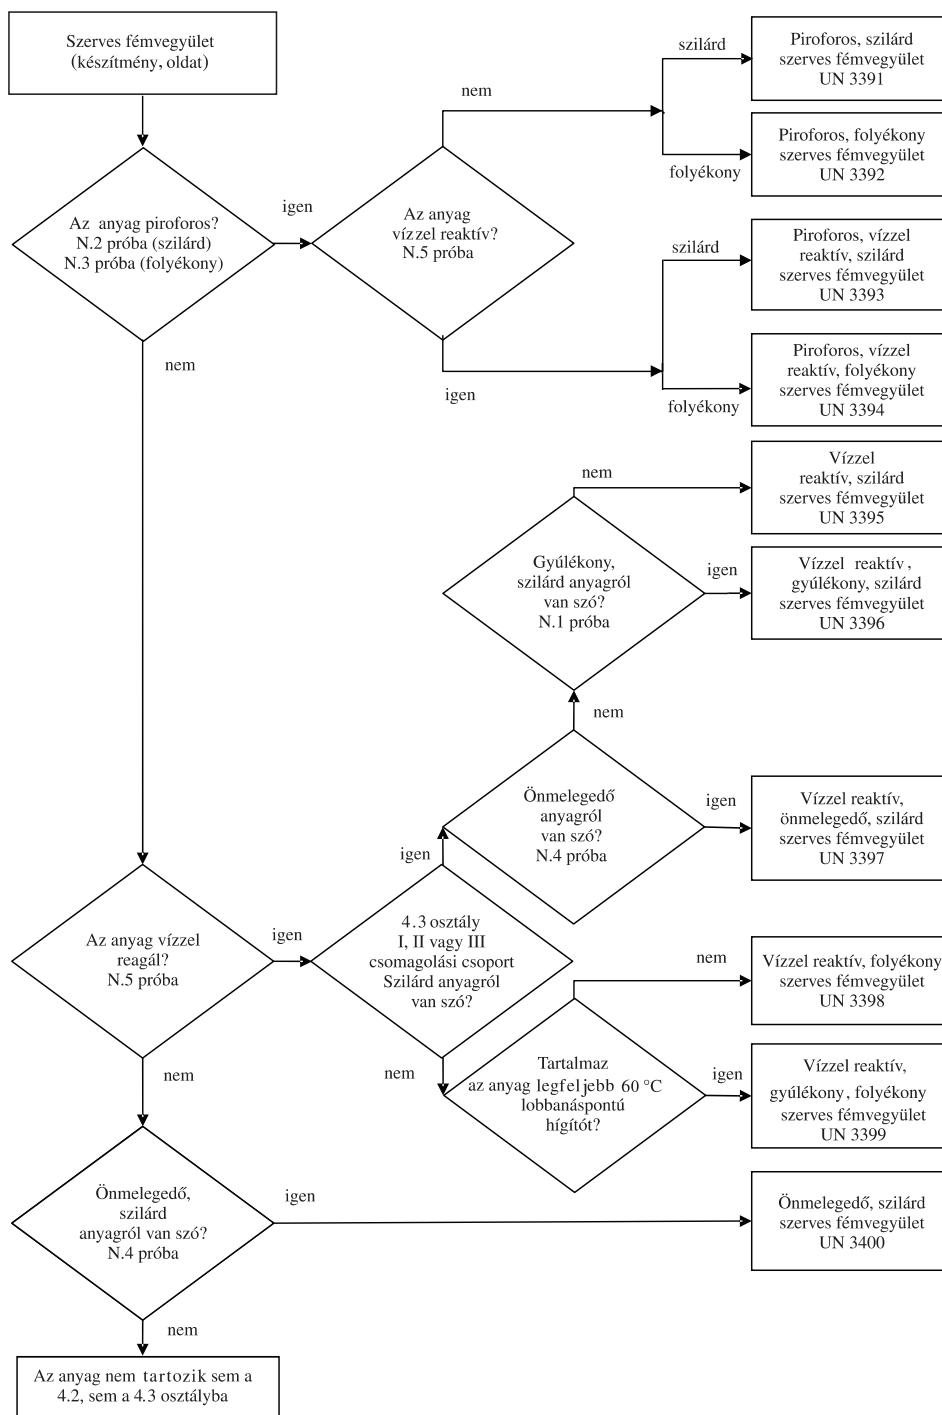 Szerves fémvegyület
(készítmény, oldat)
Az anyag piroforos?
N.2 próba (szilárd)
N.3 próba (folyékony)
igen
nem
Az anyag
vízzel reaktív?
N.5 próba
nem
igen
szilárd
folyékony
Piroforos, szilárd
szerves fémvegyület
UN 3391
Piroforos, folyékony
szerves fémvegyület
UN 3392
szilárd
folyékony
Piroforos, vízzel
reaktív, szilárd
szerves fémvegyület
UN 3393
Piroforos, vízzel
reaktív, folyékony
szerves fémvegyület
UN 3394
nem
Vízzel
reaktív, szilárd
szerves fémvegyület
UN 3395
Gyúlékony,
szilárd anyagról
van szó?
N.1 próba
igen
Vízzel reaktív,
gyúlékony, szilárd
szerves fémvegyület
UN 3396
nem
Önmelegedő
anyagról
van szó?
N.4 próba
igen
Vízzel reaktív,
önmelegedő, szilárd
szerves fémvegyület
UN 3397
igen
Az anyag vízzel
reagál?
N.5 próba
igen
4.3 osztály
I, II vagy III
csomagolási csoport
Szilárd anyagról
van szó?
nem
Vízzel reaktív, folyékony
szerves fémvegyület
UN 3398
nem
nem
Tartalmaz
az anyag legfeljebb 60 °C
lobbanáspontú
hígítót?
igen
Vízzel reaktív,
gyúlékony, folyékony
szerves fémvegyület
UN 3399
Önmelegedő,
szilárd
anyagról van szó?
N.4 próba
igen
Önmelegedő, szilárd
szerves fémvegyület
UN 3400
nem
Az anyag nem tartozik sem a
4.2, sem a 4.3 osztályba